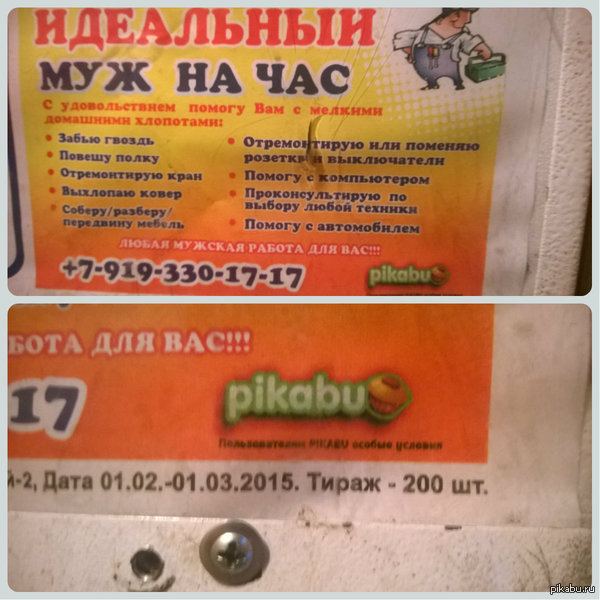 ИДЕАЛЬНЫЙ
МУЖ НА ЧАС
С удовольствием помогу Вам с мелкими
домашними хлопотами:
• Забью гвоздь
• Повешу полку
• Отремонтирую кран
• Выхлопаю ковер
• Соберу/разберу/
передвину мебель
• Отремонтирую или поменяю
розетки и выключатели
• Помогу с компьютером
• Проконсультирую по
выбору любой техники
• Помогу с автомобилем
ЛЮБАЯ МУЖСКАЯ РАБОТА ДЛЯ ВАС!!!
+7-919-330-17-17
pikabu
БОТА ДЛЯ ВАС!!!
17
pikabu
Пользователям PIKABU особые условия
й-2, Дата 01.02.-01.03.2015. Тираж - 200 шт.
pikabu.ru